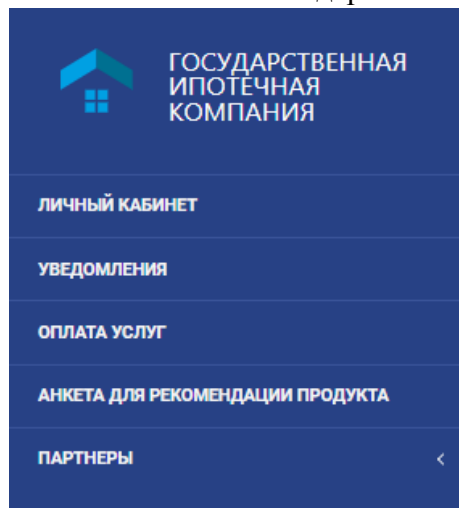 ГОСУДАРСТВЕННАЯ
ИПОТЕЧНАЯ
КОМПАНИЯ
ЛИЧНЫЙ КАБИНЕТ
УВЕДОМЛЕНИЯ
ОПЛАТА УСЛУГ
АНКЕТА ДЛЯ РЕКОМЕНДАЦИИ ПРОДУКТА
ПАРТНЕРЫ